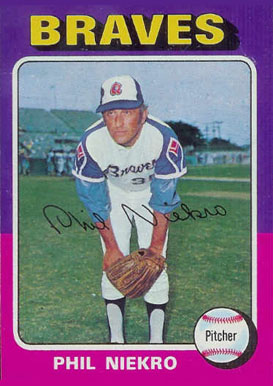 BRAVES
Braves
Phil Niekro
Pitcher
PHIL NIEKRO